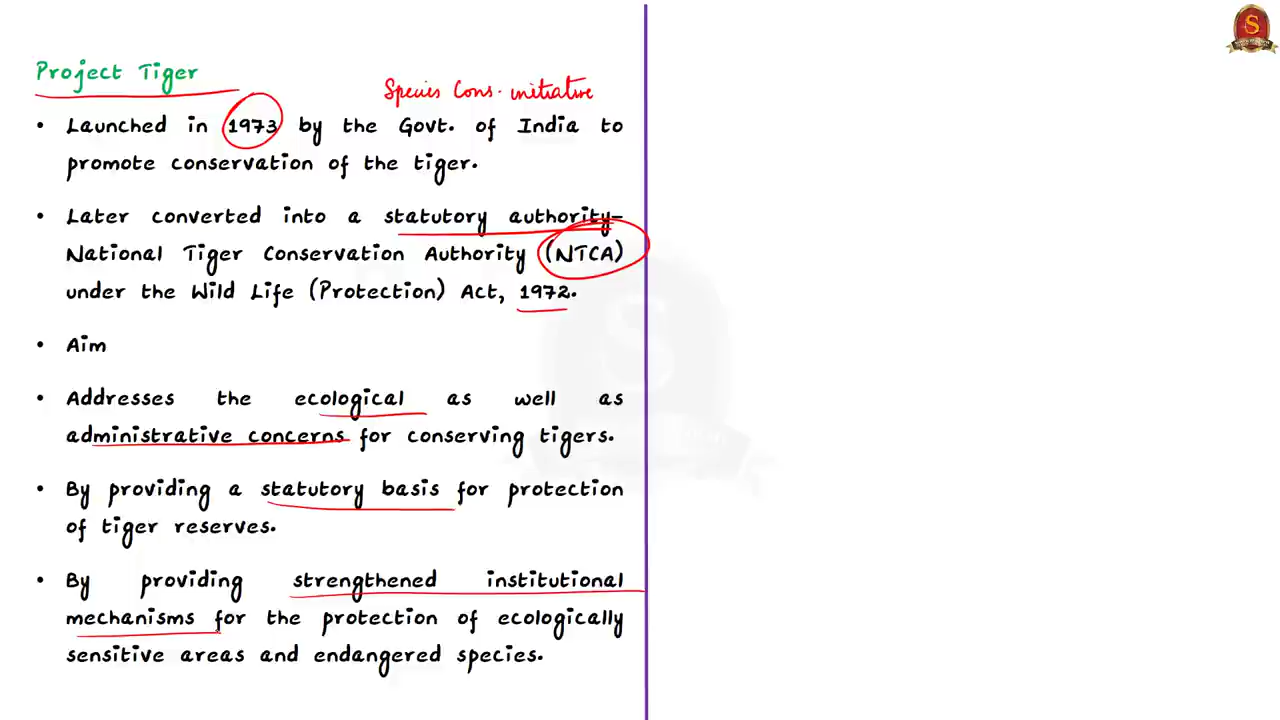 Project Tiger
Species Cons. initiative
• Launched in 1973 by the Govt. of India to
promote conservation of the tiger.
• Later converted into a statutory authority-
National Tiger Conservation Authority (NTCA)
under the Wild Life (Protection) Act, 1972.
• Aim
• Addresses the ecological as well as
administrative concerns for conserving tigers.
• By providing a statutory basis for protection
of tiger reserves.
• By providing strengthened institutional
mechanisms for the protection of ecologically
sensitive areas and endangered species.
S